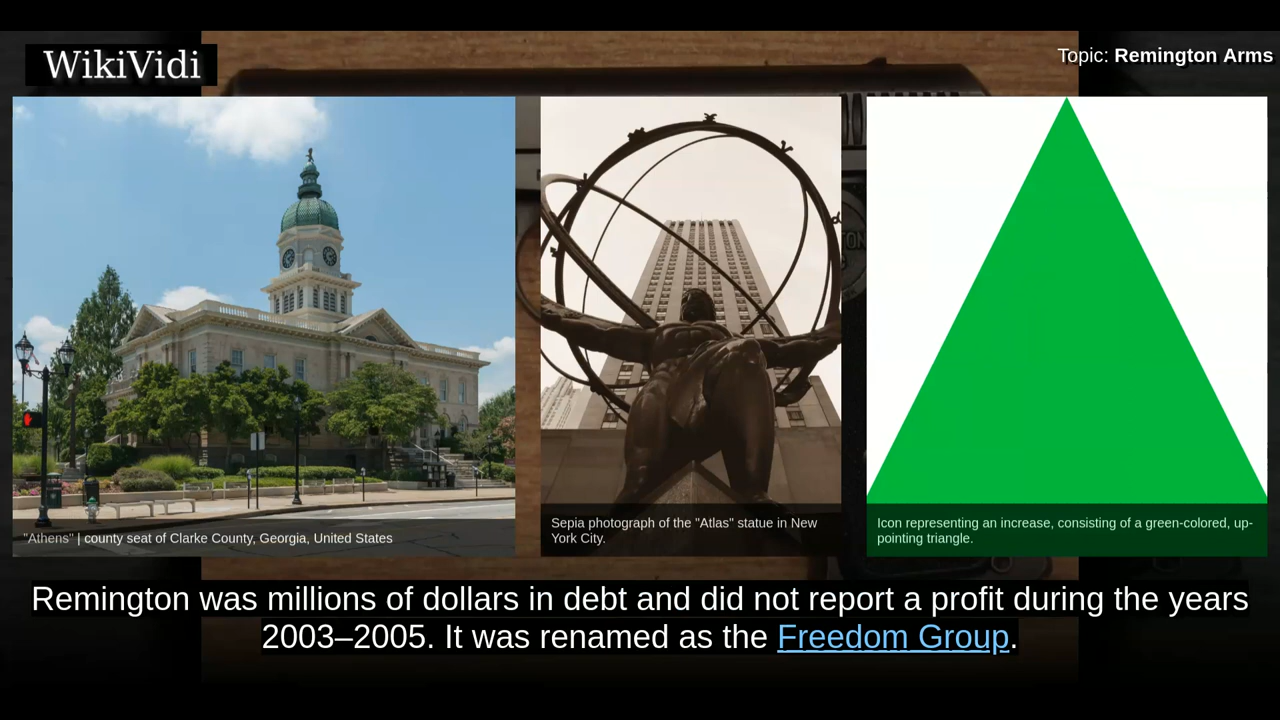 WikiVidi
Topic: Remington Arms
"Athens" | county seat of Clarke County, Georgia, United States
Sepia photograph of the "Atlas" statue in New
York City.
Icon representing an increase, consisting of a green-colored, up-
pointing triangle.
Remington was millions of dollars in debt and did not report a profit during the years
2003–2005. It was renamed as the Freedom Group.